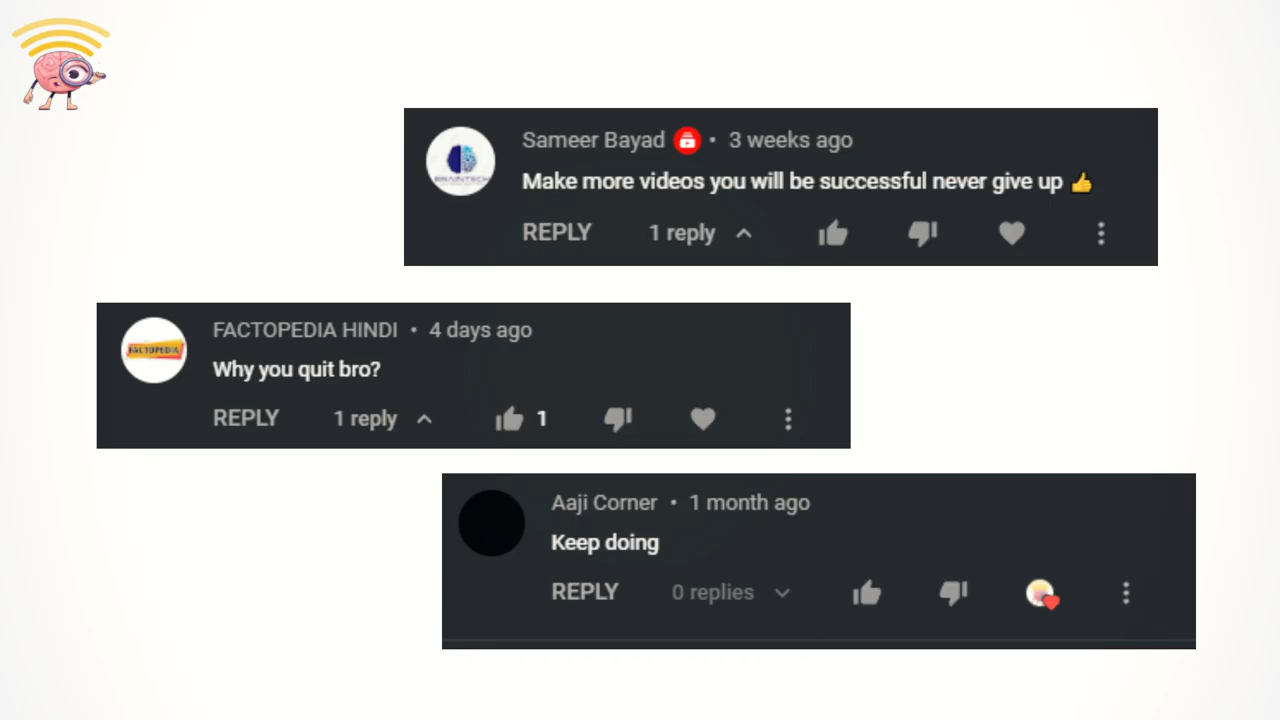 Sameer Bayad • 3 weeks ago
BRAINTECH
Make more videos you will be successful never give up 👍
REPLY 1 reply
FACTOPEDIA HINDI • 4 days ago
FACTOPEDIA
Why you quit bro?
REPLY 1 reply 1
Aaji Corner • 1 month ago
Keep doing
REPLY 0 replies